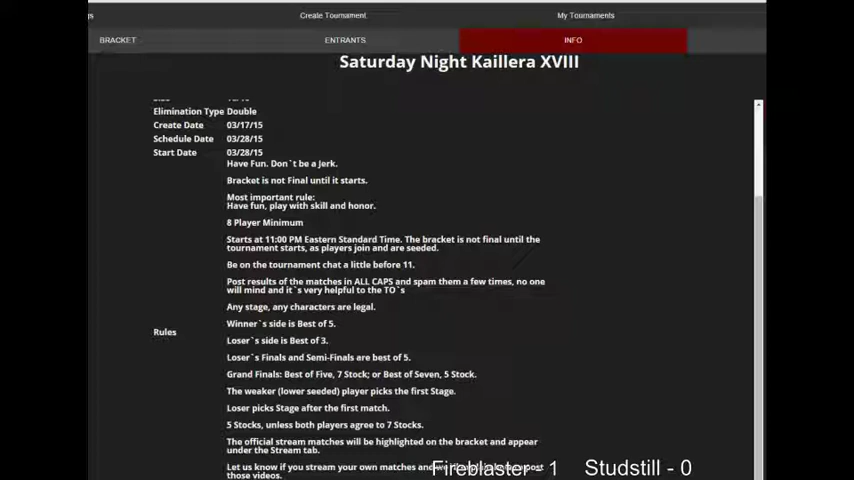 Create Tournament
My Tournaments
BRACKET
ENTRANTS
INFO
Saturday Night Kaillera XVIII
Elimination Type Double
Create Date 03/17/15
Schedule Date 03/28/15
Start Date 03/28/15
Have Fun. Don`t be a Jerk.
Bracket is not Final until it starts.
Most important rule:
Have fun, play with skill and honor.
8 Player Minimum
Starts at 11:00 PM Eastern Standard Time. The bracket is not final until the
tournament starts, as players join and are seeded.
Be on the tournament chat a little before 11.
Post results of the matches in ALL CAPS and spam them a few times, no one
will mind and it`s very helpful to the TO`s
Any stage, any characters are legal.
Winner`s side is Best of 5.
Rules
Loser`s side is Best of 3.
Loser`s Finals and Semi-Finals are best of 5.
Grand Finals: Best of Five, 7 Stock; or Best of Seven, 5 Stock.
The weaker (lower seeded) player picks the first Stage.
Loser picks Stage after the first match.
5 Stocks, unless both players agree to 7 Stocks.
The official stream matches will be highlighted on the bracket and appear
under the Stream tab.
Let us know if you stream your own matches and we post
those videos.
Fireblaster - 1 Studstill - 0